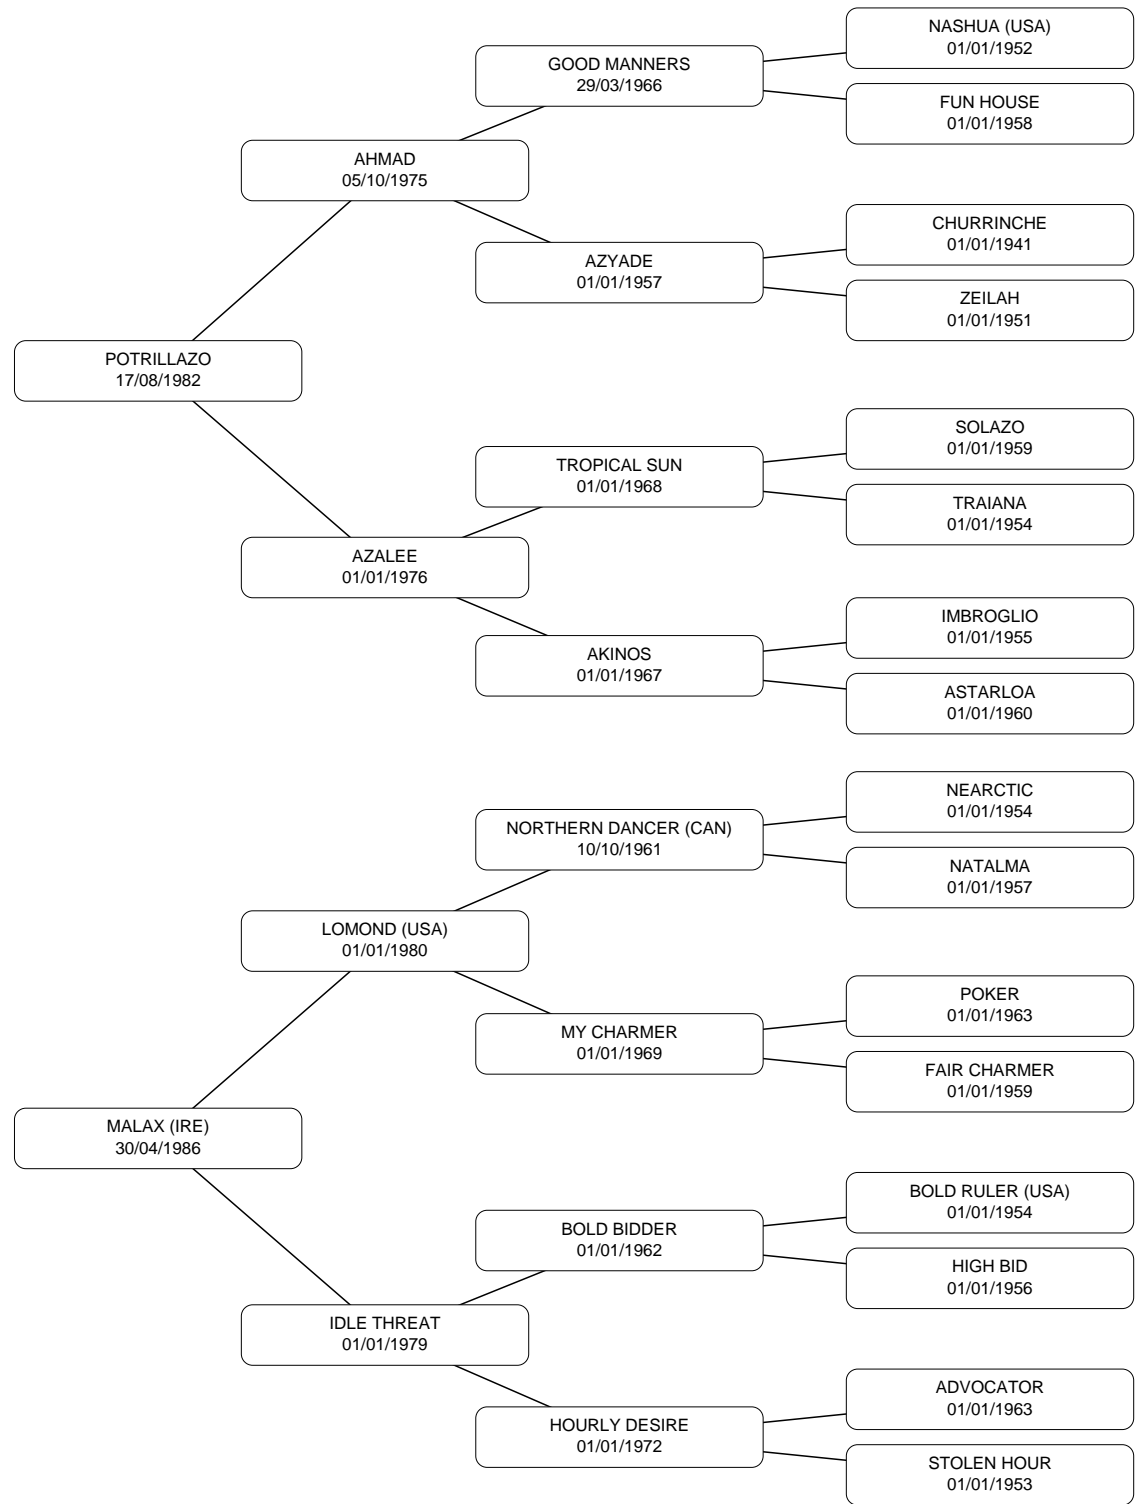 NASHUA (USA)
01/01/1952
GOOD MANNERS
29/03/1966
FUN HOUSE
01/01/1958
AHMAD
05/10/1975
CHURRINCHE
01/01/1941
AZYADE
01/01/1957
ZEILAH
01/01/1951
POTRILLAZO
17/08/1982
SOLAZO
01/01/1959
TROPICAL SUN
01/01/1968
TRAIANA
01/01/1954
AZALEE
01/01/1976
IMBROGLIO
01/01/1955
AKINOS
01/01/1967
ASTARLOA
01/01/1960
NEARCTIC
01/01/1954
NORTHERN DANCER (CAN)
10/10/1961
NATALMA
01/01/1957
LOMOND (USA)
01/01/1980
POKER
01/01/1963
MY CHARMER
01/01/1969
FAIR CHARMER
01/01/1959
MALAX (IRE)
30/04/1986
BOLD RULER (USA)
01/01/1954
BOLD BIDDER
01/01/1962
HIGH BID
01/01/1956
IDLE THREAT
01/01/1979
ADVOCATOR
01/01/1963
HOURLY DESIRE
01/01/1972
STOLEN HOUR
01/01/1953